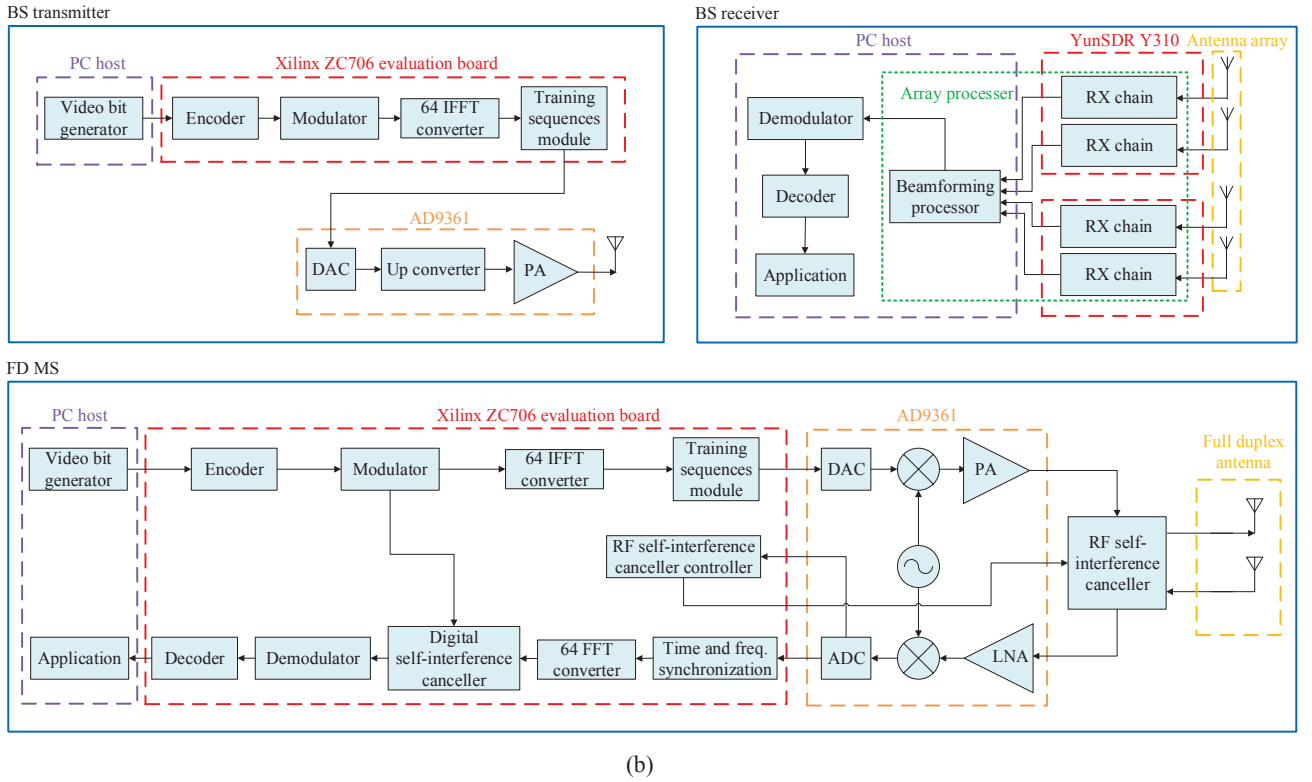 BS transmitter
PC host
Xilinx ZC706 evaluation board
Video bit
generator
Encoder
Modulator
64 IFFT
converter
Training
sequences
module
AD9361
DAC
Up converter
PA
BS receiver
PC host
YunSDR Y310
Antenna array
Array processer
RX chain
Demodulator
RX chain
Beamforming
processor
Decoder
RX chain
Application
RX chain
FD MS
PC host
Xilinx ZC706 evaluation board
AD9361
Full duplex
antenna
Video bit
generator
Encoder
Modulator
64 IFFT
converter
Training
sequences
module
DAC
PA
RF self-interference
canceller controller
RF self-
interference
canceller
Application
Decoder
Demodulator
Digital
self-interference
canceller
64 FFT
converter
Time and freq.
synchronization
ADC
LNA
(b)